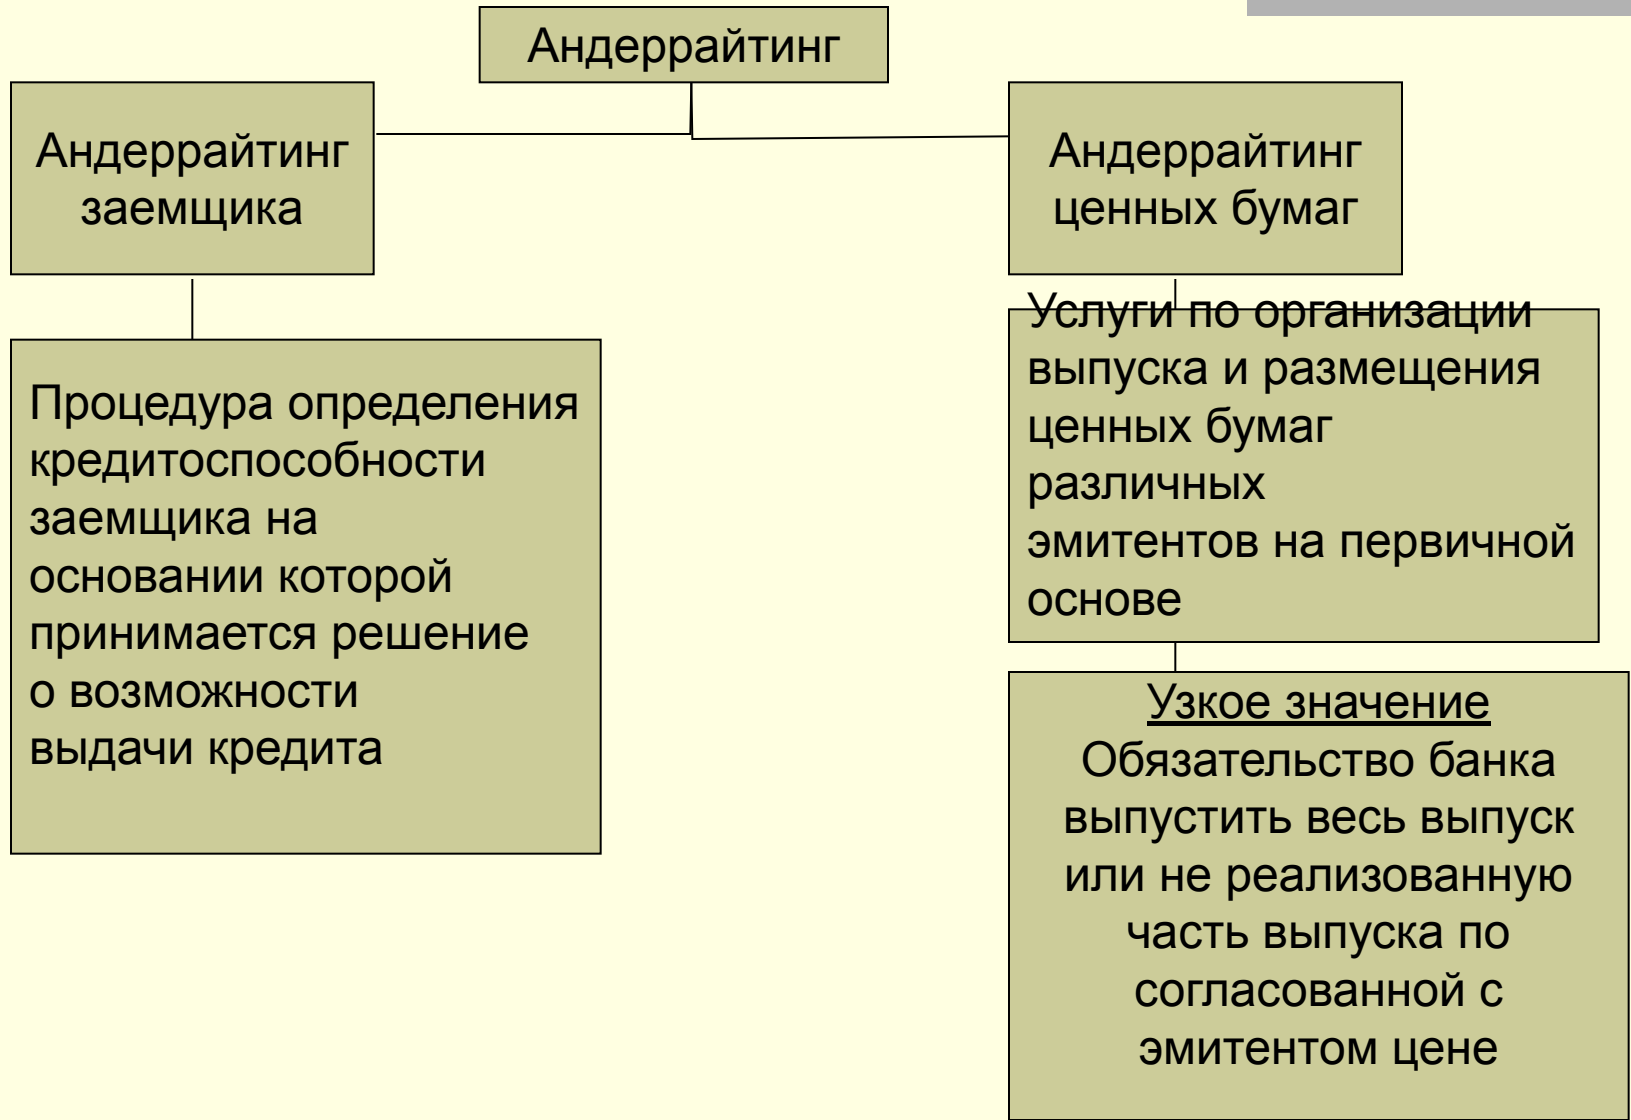 Андеррайтинг
Андеррайтинг
заемщика
Процедура определения
кредитоспособности
заемщика на
основании которой
принимается решение
о возможности
выдачи кредита
Андеррайтинг
ценных бумаг
Услуги по организации
выпуска и размещения
ценных бумаг
различных
эмитентов на первичной
основе
Узкое значение
Обязательство банка
выпустить весь выпуск
или не реализованную
часть выпуска по
согласованной с
эмитентом цене